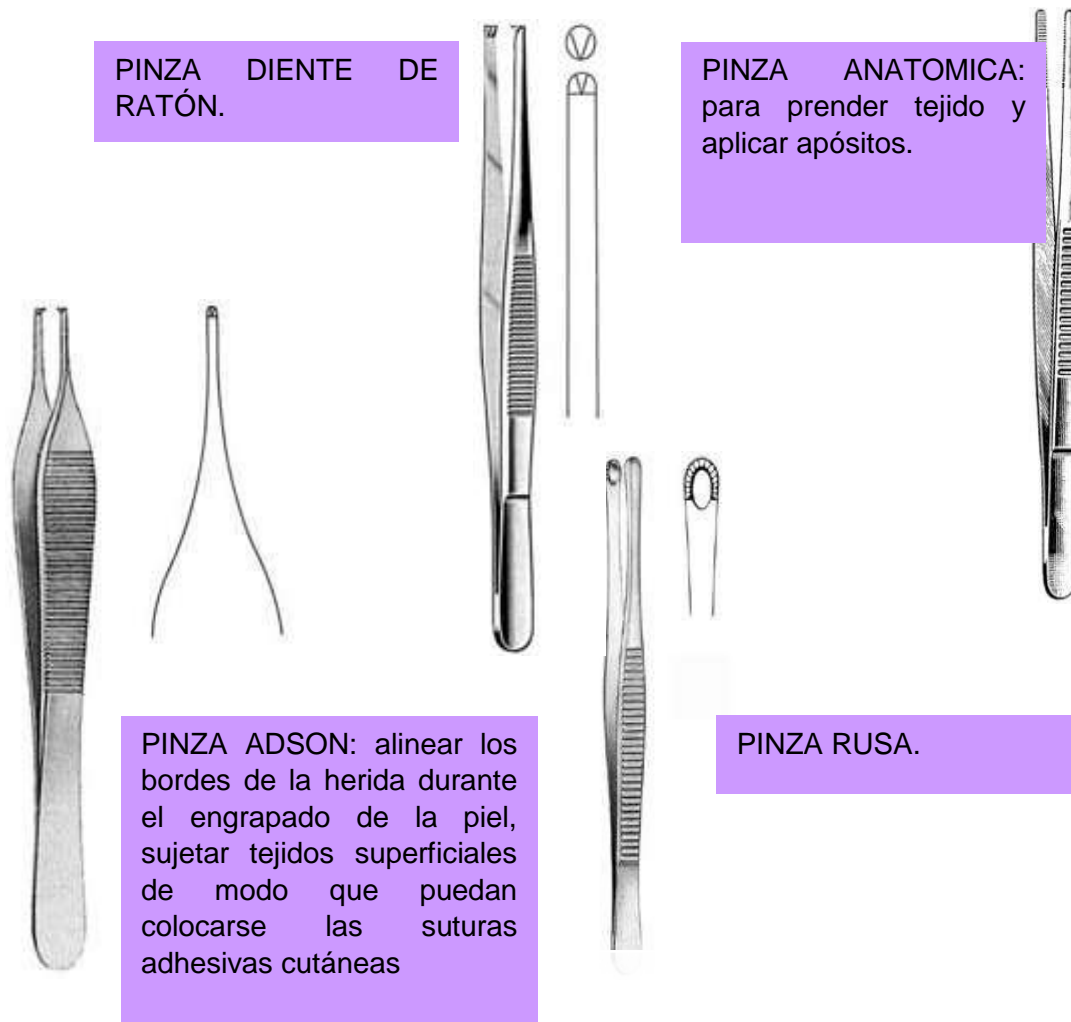 PINZA DIENTE DE
RATÓN.
PINZA ANATOMICA:
para prender tejido y
aplicar apósitos.
PINZA ADSON: alinear los
bordes de la herida durante
el engrapado de la piel,
sujetar tejidos superficiales
de modo que puedan
colocarse las suturas
adhesivas cutáneas
PINZA RUSA.